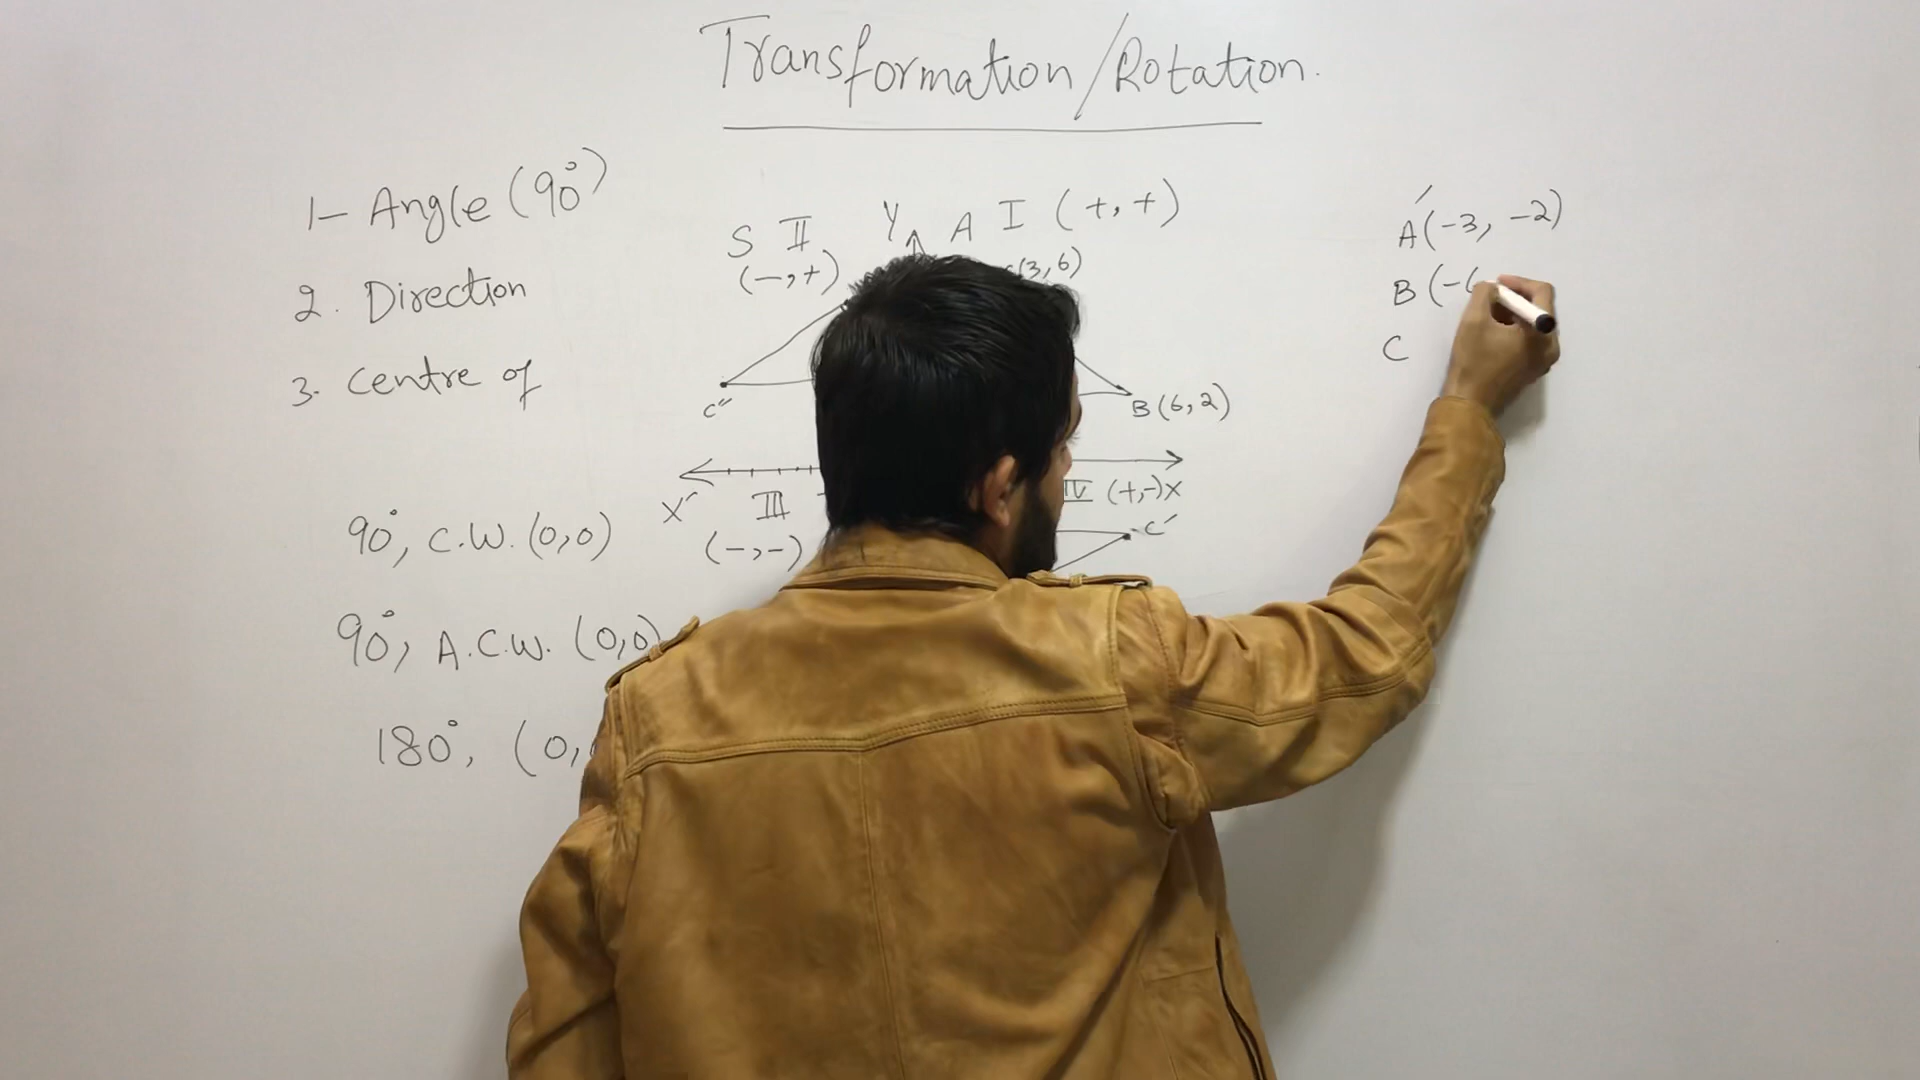 Transformation/Rotation.
1- Angle (90°)
2. Direction
3. Centre of
90°, C.W. (0,0)
90°, A.C.W. (0,0)
180°, (0,
S II
(-,+)
Y A I (+,+)
C(3,6)
C''
B(6,2)
X'
III
(-,-)
IV (+,-)X
C'
A'(-3, -2)
B (-6
C